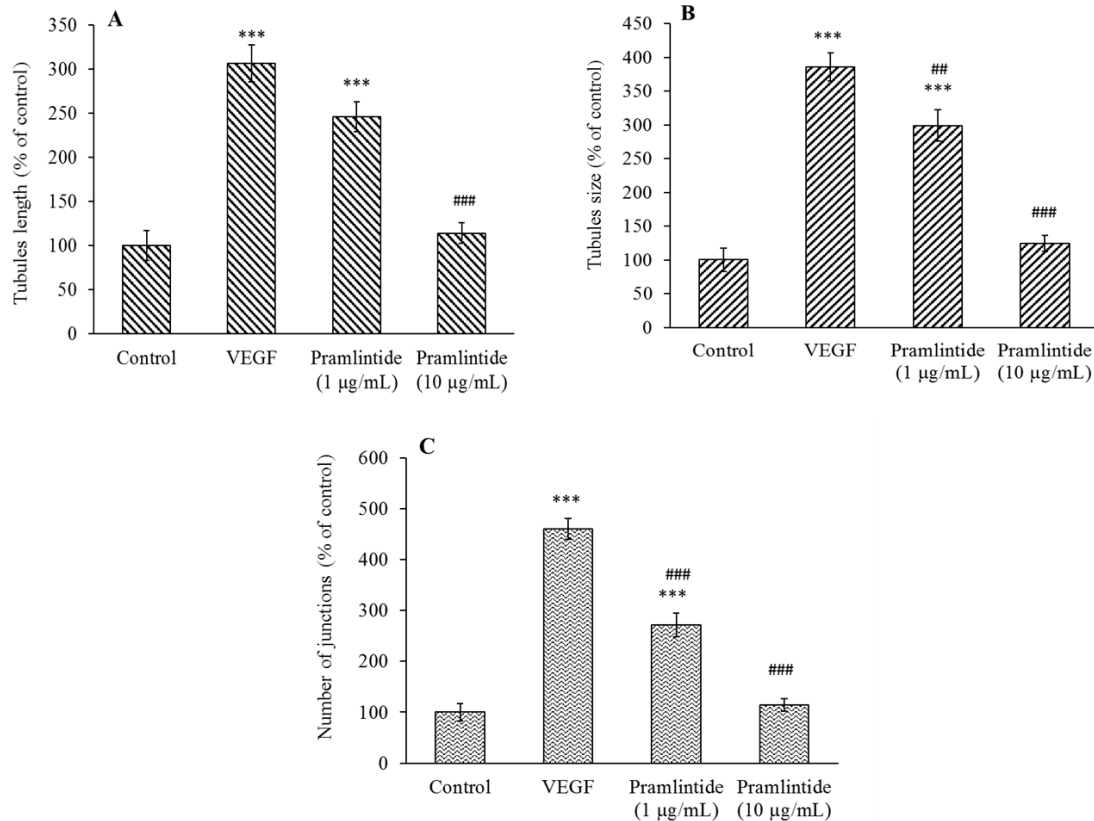 A
Tubules length (% of control)
350
300
250
200
150
100
50
0
***
***
###
Control
VEGF
Pramlintide
(1 µg/mL)
Pramlintide
(10 µg/mL)
B
Tubules size (% of control)
450
400
350
300
250
200
150
100
50
0
***
##
***
###
Control
VEGF
Pramlintide
(1 µg/mL)
Pramlintide
(10 µg/mL)
C
Number of junctions (% of control)
600
500
400
300
200
100
0
***
###
***
###
Control
VEGF
Pramlintide
(1 µg/mL)
Pramlintide
(10 µg/mL)